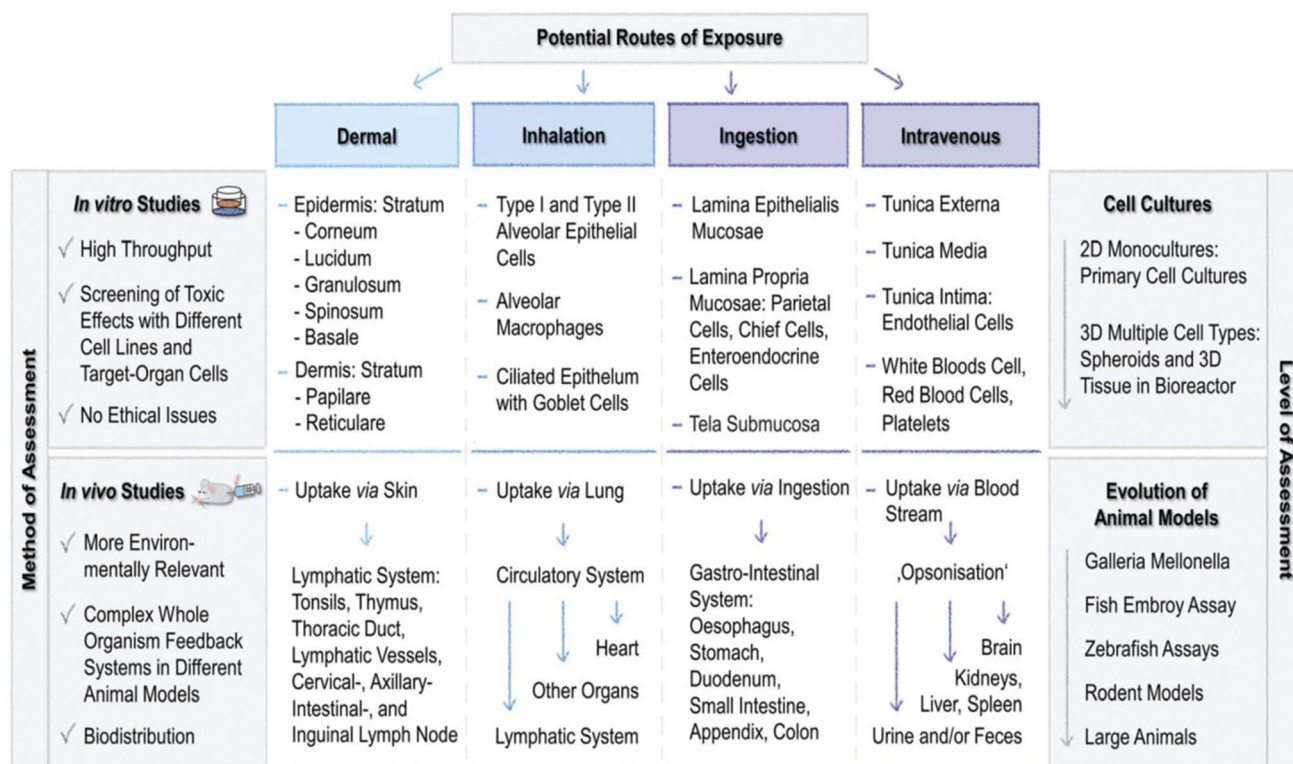 Potential Routes of Exposure
Dermal
Inhalation
Ingestion
Intravenous
Method of Assessment
In vitro Studies
✓ High Throughput
✓ Screening of Toxic
Effects with Different
Cell Lines and
Target-Organ Cells
✓ No Ethical Issues
– Epidermis: Stratum
- Corneum
- Lucidum
- Granulosum
- Spinosum
- Basale
– Dermis: Stratum
- Papilare
- Reticulare
– Type I and Type II
Alveolar Epithelial
Cells
– Alveolar
Macrophages
– Ciliated Epithelum
with Goblet Cells
– Lamina Epithelialis
Mucosae
– Lamina Propria
Mucosae: Parietal
Cells, Chief Cells,
Enteroendocrine
Cells
– Tela Submucosa
– Tunica Externa
– Tunica Media
– Tunica Intima:
Endothelial Cells
– White Bloods Cell,
Red Blood Cells,
Platelets
Cell Cultures
2D Monocultures:
Primary Cell Cultures
3D Multiple Cell Types:
Spheroids and 3D
Tissue in Bioreactor
Level of Assessment
In vivo Studies
✓ More Environ-
mentally Relevant
✓ Complex Whole
Organism Feedback
Systems in Different
Animal Models
✓ Biodistribution
– Uptake via Skin
Lymphatic System:
Tonsils, Thymus,
Thoracic Duct,
Lymphatic Vessels,
Cervical-, Axillary-
Intestinal-, and
Inguinal Lymph Node
– Uptake via Lung
Circulatory System
Heart
Other Organs
Lymphatic System
– Uptake via Ingestion
Gastro-Intestinal
System:
Oesophagus,
Stomach,
Duodenum,
Small Intestine,
Appendix, Colon
– Uptake via Blood
Stream
‚Opsonisation‘
Brain
Kidneys,
Liver, Spleen
Urine and/or Feces
Evolution of
Animal Models
Galleria Mellonella
Fish Embroy Assay
Zebrafish Assays
Rodent Models
Large Animals